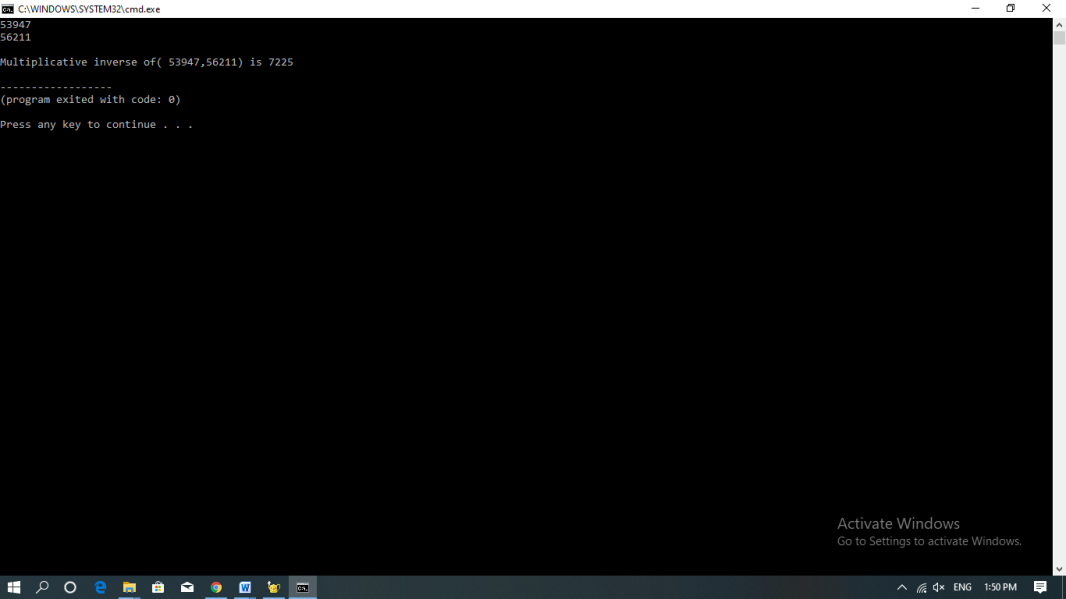 C:\WINDOWS\SYSTEM32\cmd.exe
53947
56211
Multiplicative inverse of( 53947,56211) is 7225
------------------
(program exited with code: 0)
Press any key to continue . . .
Activate Windows
Go to Settings to activate Windows.
ENG 1:50 PM